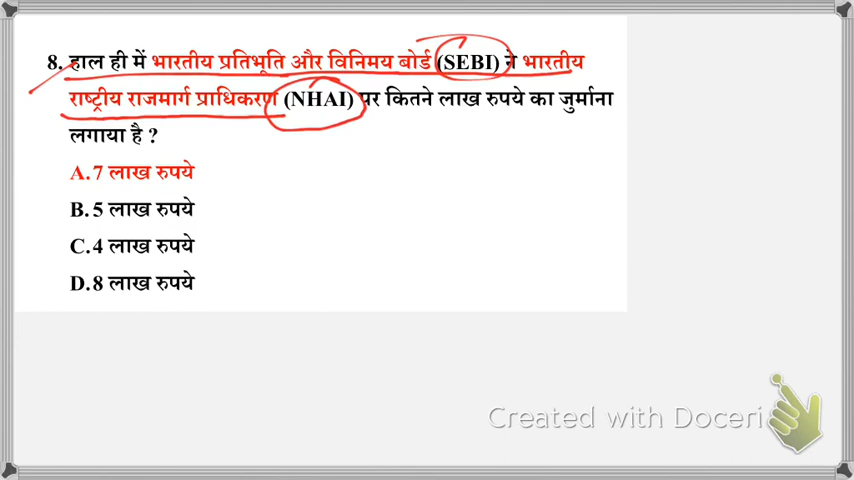 8. हाल ही में भारतीय प्रतिभूति और विनिमय बोर्ड (SEBI) ने भारतीय
राष्ट्रीय राजमार्ग प्राधिकरण (NHAI) पर कितने लाख रुपये का जुर्माना
लगाया है ?
A.7 लाख रुपये
B.5 लाख रुपये
C.4 लाख रुपये
D.8 लाख रुपये
Created with Doceri